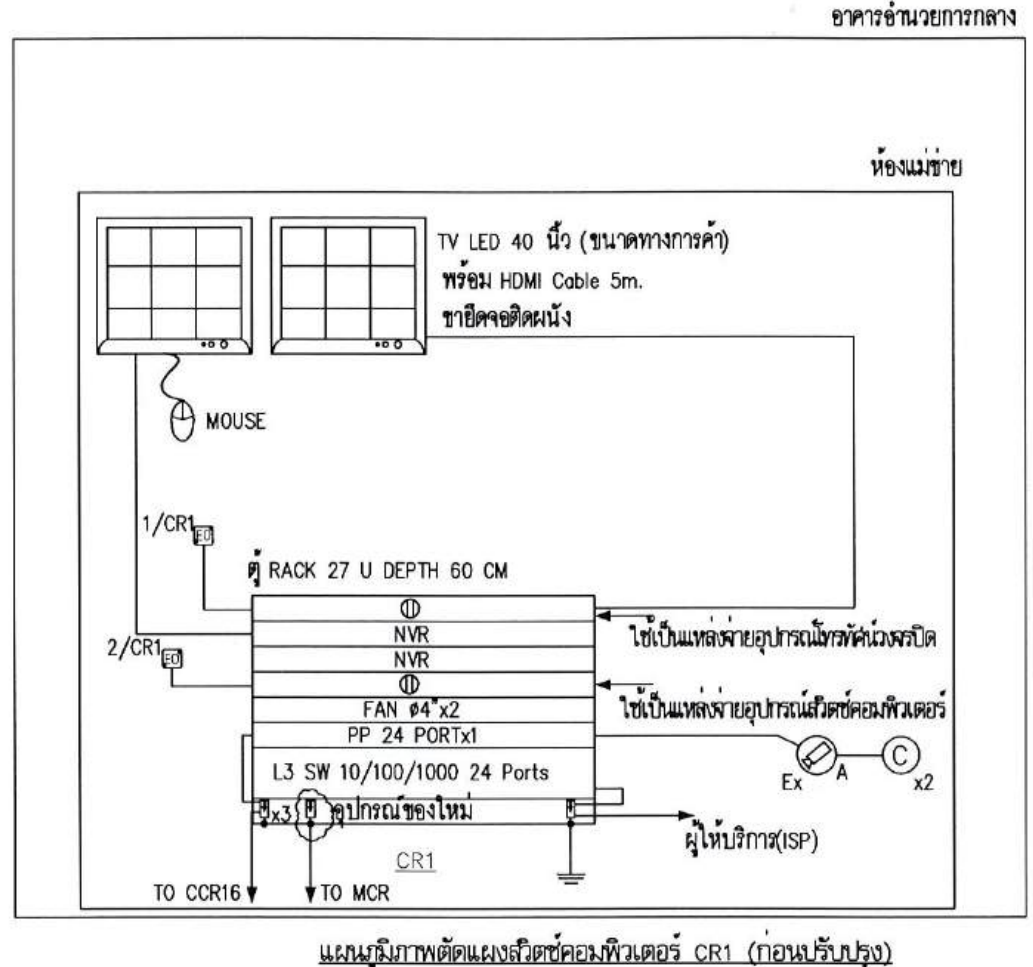 อาคารอำนวยการกลาง
ห้องแม่ข่าย
TV LED 40 นิ้ว (ขนาดทางการค้า)
พร้อม HDMI Cable 5m.
ขายึดจอติดผนัง
MOUSE
1/CR1
EO
ตู้ RACK 27 U DEPTH 60 CM
NVR
ใช้เป็นแหล่งจ่ายอุปกรณ์โทรทัศน์วงจรปิด
2/CR1
EO
NVR
FAN ø4"x2
ใช้เป็นแหล่งจ่ายอุปกรณ์สวิตช์คอมพิวเตอร์
PP 24 PORTx1
L3 SW 10/100/1000 24 Ports
Ex
A
C
x2
x3
อุปกรณ์ของใหม่
ผู้ให้บริการ(ISP)
CR1
TO CCR16
TO MCR
แผนภูมิภาพตัดแผงสวิตช์คอมพิวเตอร์ CR1 (ก่อนปรับปรุง)